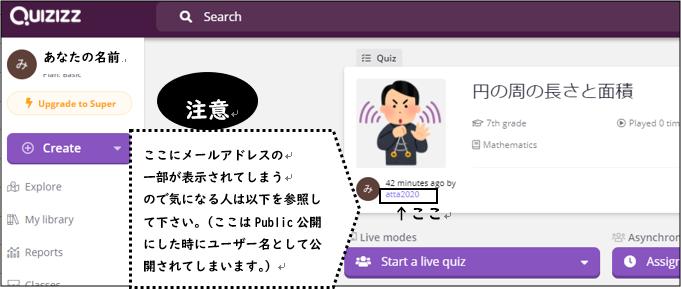 QUIZIZZ
Search
み
あなたの名前
Plan: Basic
Upgrade to Super
Create
Explore
My library
Reports
Classes
注意
ここにメールアドレスの
一部が表示されてしまう
ので気になる人は以下を参照し
て下さい。(ここは Public 公開
にした時にユーザー名として公
開されてしまいます。)
Quiz
円の周の長さと面積
7th grade
Played 0 tim
Mathematics
み
42 minutes ago by
atta2020
↑ここ
Live modes
Start a live quiz
Asynchron
Assig